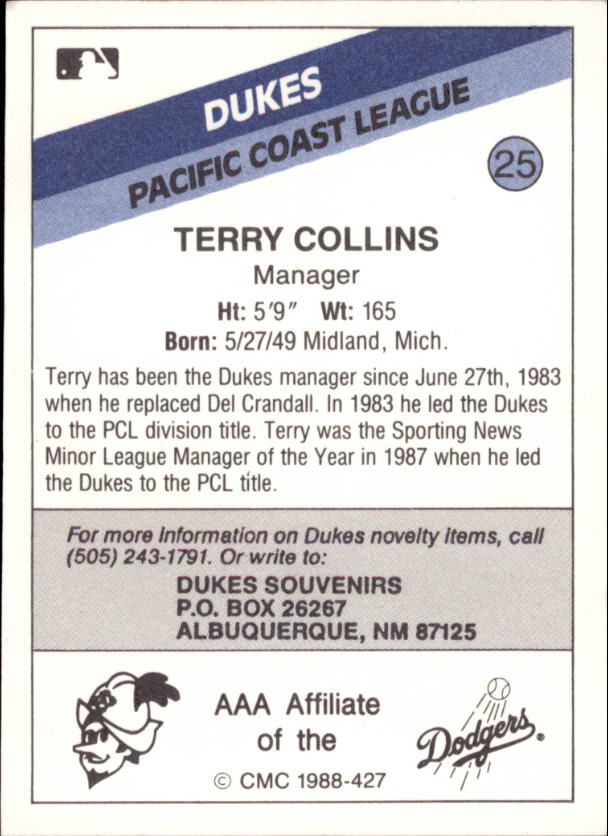 DUKES
PACIFIC COAST LEAGUE
25
TERRY COLLINS
Manager
Ht: 5'9" Wt: 165
Born: 5/27/49 Midland, Mich.
Terry has been the Dukes manager since June 27th, 1983
when he replaced Del Crandall. In 1983 he led the Dukes
to the PCL division title. Terry was the Sporting News
Minor League Manager of the Year in 1987 when he led
the Dukes to the PCL title.
For more information on Dukes novelty items, call
(505) 243-1791. Or write to:
DUKES SOUVENIRS
P.O. BOX 26267
ALBUQUERQUE, NM 87125
AAA Affiliate
of the
Dodgers®
© CMC 1988-427